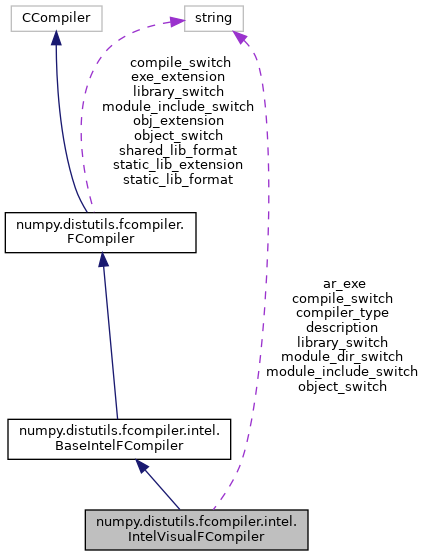 CCompiler
string
compile_switch
exe_extension
library_switch
module_include_switch
obj_extension
object_switch
shared_lib_format
static_lib_extension
static_lib_format
numpy.distutils.fcompiler.
FCompiler
ar_exe
compile_switch
compiler_type
description
library_switch
module_dir_switch
module_include_switch
object_switch
numpy.distutils.fcompiler.intel.
BaseIntelFCompiler
numpy.distutils.fcompiler.intel.
IntelVisualFCompiler